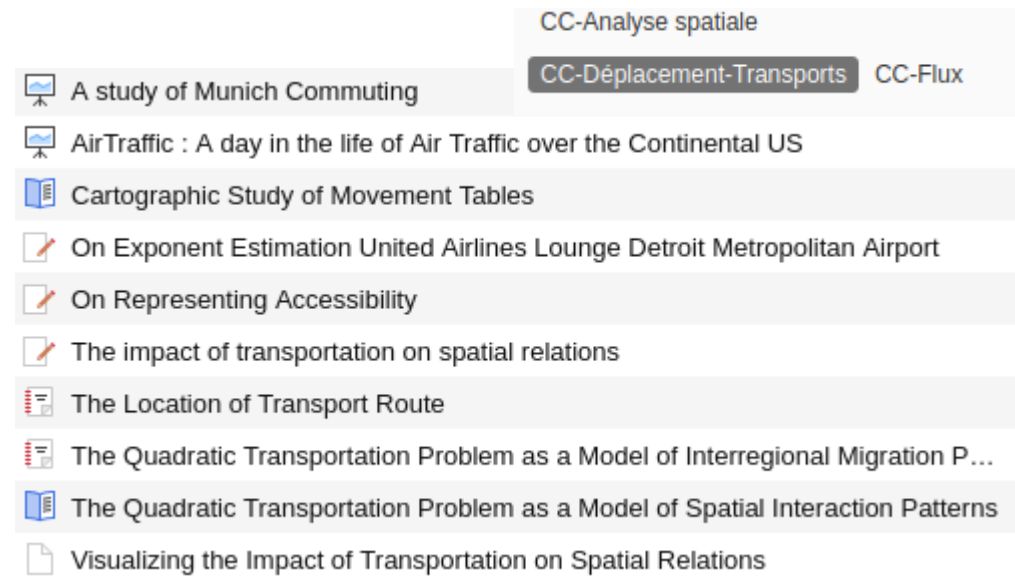 CC-Analyse spatiale
CC-Déplacement-Transports CC-Flux
A study of Munich Commuting
AirTraffic : A day in the life of Air Traffic over the Continental US
Cartographic Study of Movement Tables
On Exponent Estimation United Airlines Lounge Detroit Metropolitan Airport
On Representing Accessibility
The impact of transportation on spatial relations
The Location of Transport Route
The Quadratic Transportation Problem as a Model of Interregional Migration P…
The Quadratic Transportation Problem as a Model of Spatial Interaction Patterns
Visualizing the Impact of Transportation on Spatial Relations